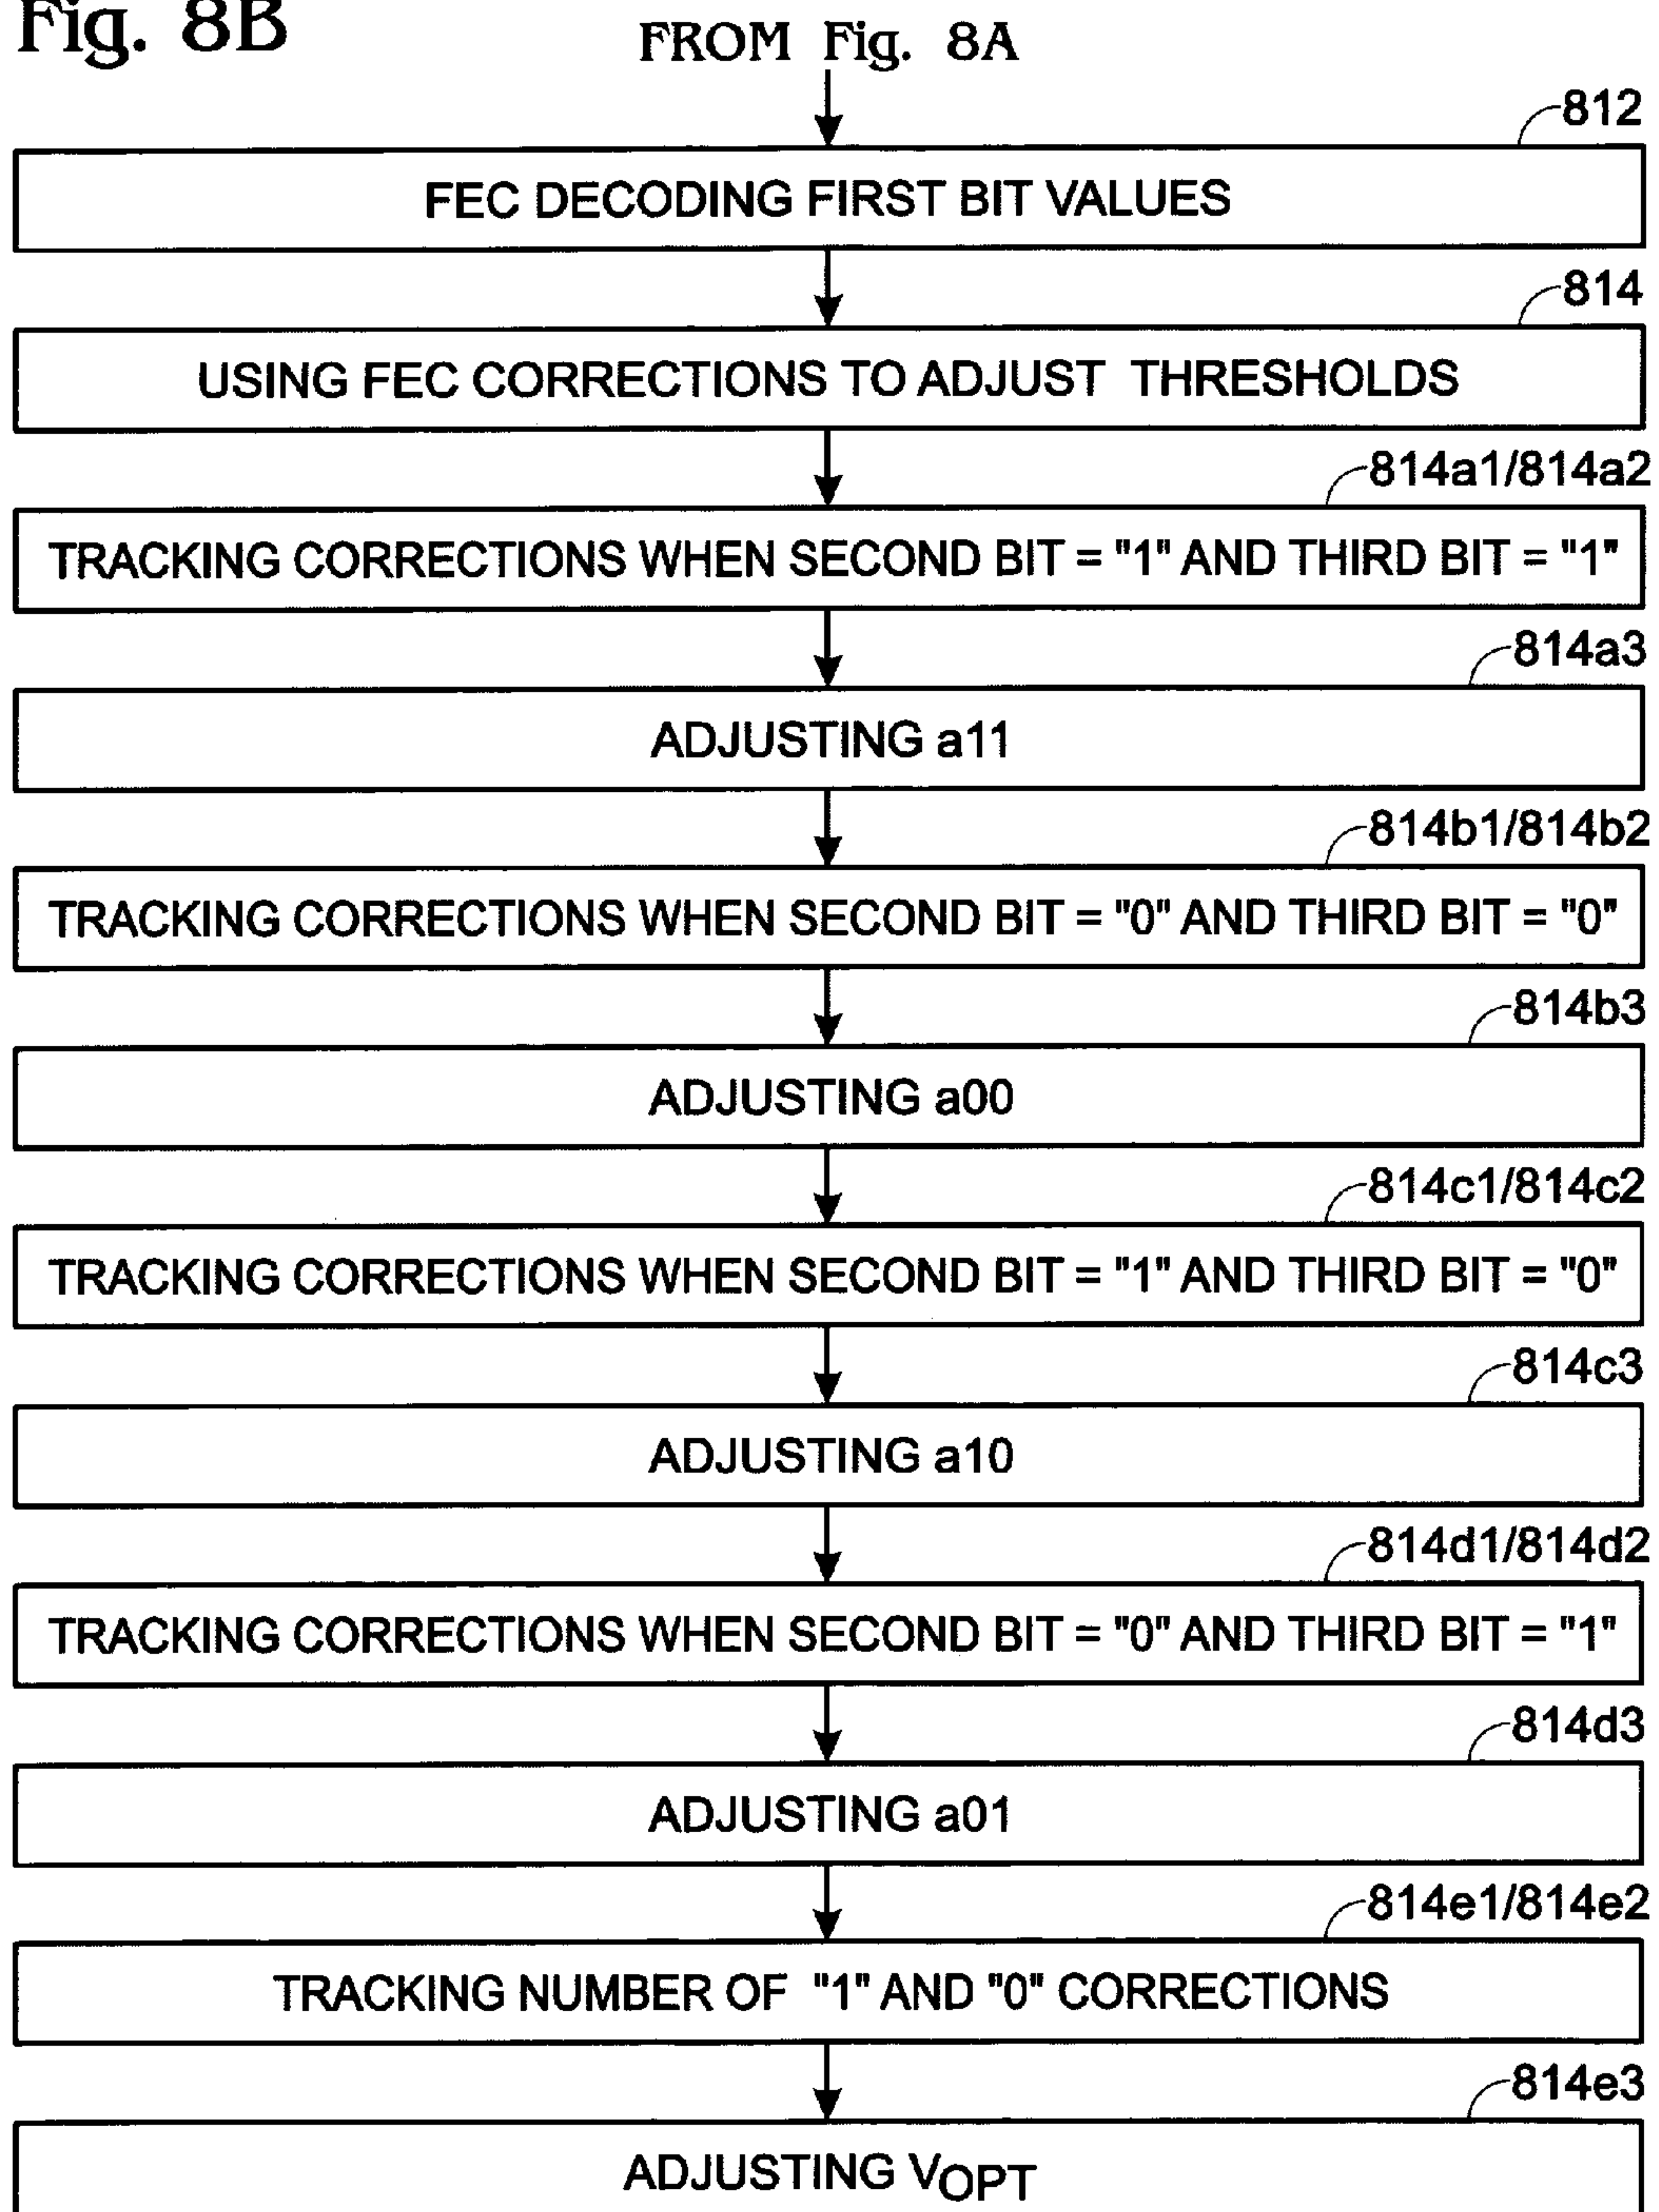 Fig. 8B
FROM Fig. 8A
812
FEC DECODING FIRST BIT VALUES
814
USING FEC CORRECTIONS TO ADJUST THRESHOLDS
814a1/814a2
TRACKING CORRECTIONS WHEN SECOND BIT = "1" AND THIRD BIT = "1"
814a3
ADJUSTING a11
814b1/814b2
TRACKING CORRECTIONS WHEN SECOND BIT = "0" AND THIRD BIT = "0"
814b3
ADJUSTING a00
814c1/814c2
TRACKING CORRECTIONS WHEN SECOND BIT = "1" AND THIRD BIT = "0"
814c3
ADJUSTING a10
814d1/814d2
TRACKING CORRECTIONS WHEN SECOND BIT = "0" AND THIRD BIT = "1"
814d3
ADJUSTING a01
814e1/814e2
TRACKING NUMBER OF "1" AND "0" CORRECTIONS
814e3
ADJUSTING VOPT